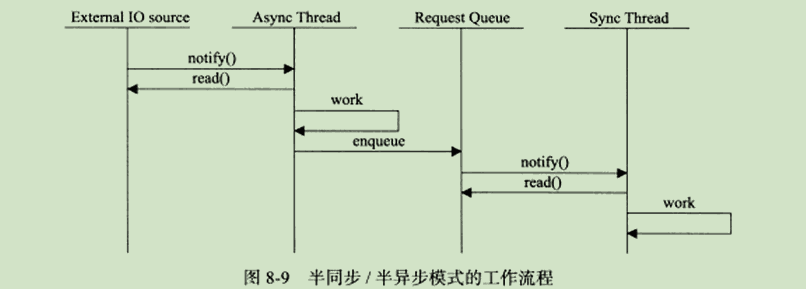 External IO source Async Thread Request Queue Sync Thread
notify()
read()
work
enqueue
notify()
read()
work
图 8-9 半同步 / 半异步模式的工作流程